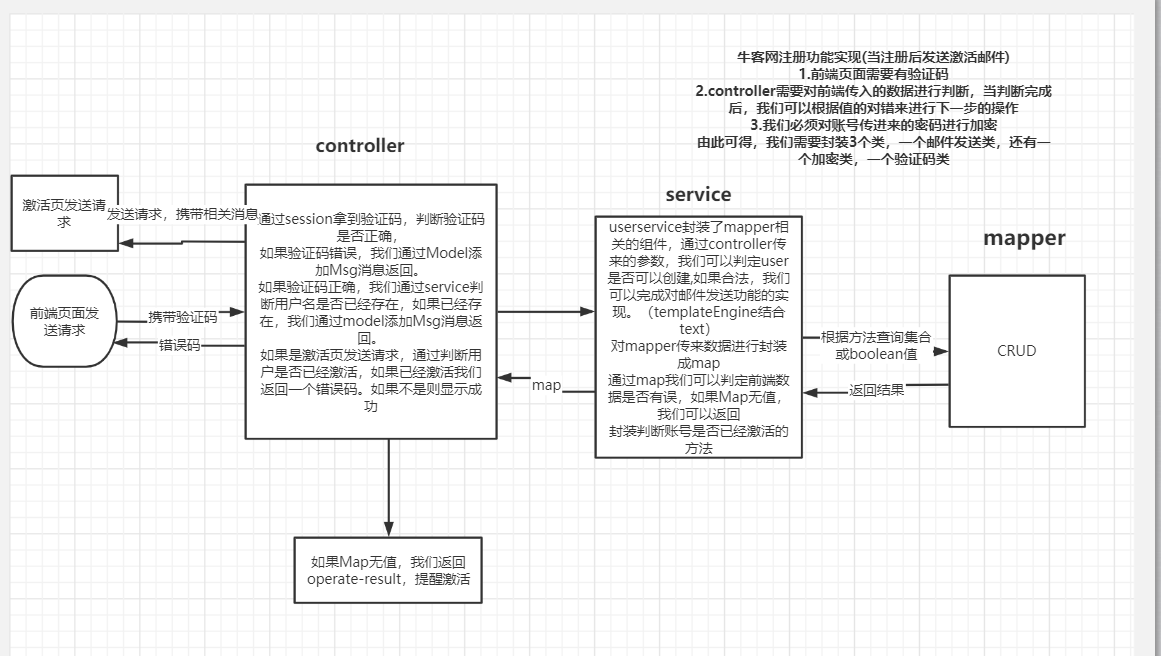 牛客网注册功能实现(当注册后发送激活邮件)
1.前端页面需要有验证码
2.controller需要对前端传入的数据进行判断，当判断完成
后，我们可以根据值的对错来进行下一步的操作
3.我们必须对账号传进来的密码进行加密
由此可得，我们需要封装3个类，一个邮件发送类，还有一
个加密类，一个验证码类
controller
service
mapper
激活页发送请
求
发送请求，携带相关消息
前端页面发
送请求
携带验证码
错误码
通过session拿到验证码，判断验证码
是否正确，
如果验证码错误，我们通过Model添
加Msg消息返回。
如果验证码正确，我们通过service判
断用户名是否已经存在，如果已经存
在，我们通过model添加Msg消息返
回。
如果是激活页发送请求，通过判断用
户是否已经激活，如果已经激活我们
返回一个错误码。如果不是则显示成
功
map
userservice封装了mapper相
关的组件，通过controller传
来的参数，我们可以判定user
是否可以创建,如果合法，我们
可以完成对邮件发送功能的实
现。（templateEngine结合
text）
对mapper传来数据进行封装
成map
通过map我们可以判定前端数
据是否有误，如果Map无值，
我们可以返回
封装判断账号是否已经激活的
方法
根据方法查询集合
或boolean值
返回结果
CRUD
如果Map无值，我们返回
operate-result，提醒激活